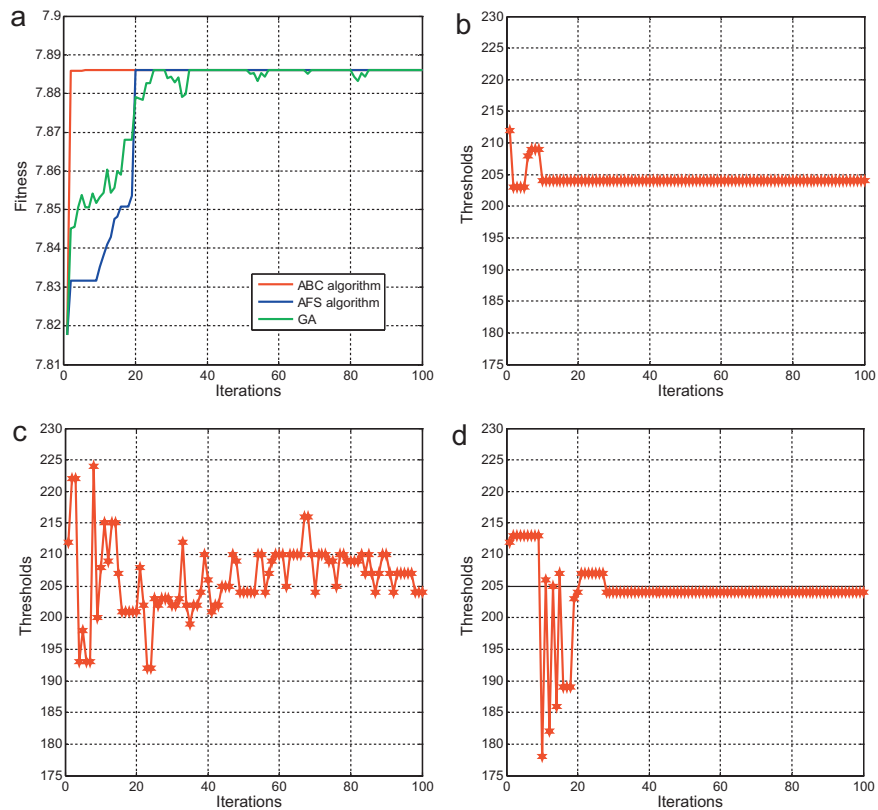 a
7.9
7.89
7.88
7.87
7.86
7.85
7.84
7.83
7.82
7.81
Fitness
ABC algorithm
AFS algorithm
GA
0 20 40 60 80 100
Iterations
b
230
225
220
215
210
205
200
195
190
185
180
175
Thresholds
0 20 40 60 80 100
Iterations
c
230
225
220
215
210
205
200
195
190
185
180
175
Thresholds
0 20 40 60 80 100
Iterations
d
230
225
220
215
210
205
200
195
190
185
180
175
Thresholds
0 20 40 60 80 100
Iterations